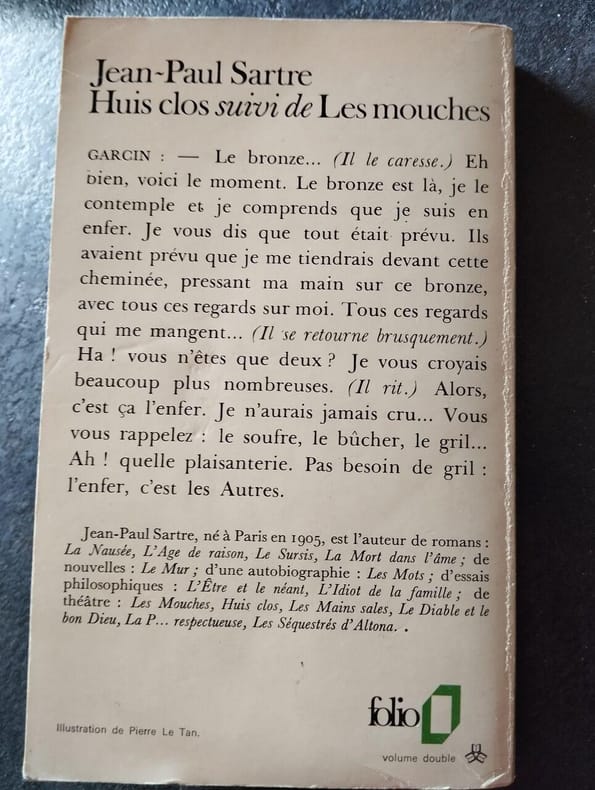 Jean-Paul Sartre
Huis clos suivi de Les mouches
GARCIN : — Le bronze... (Il le caresse.) Eh
bien, voici le moment. Le bronze est là, je le
contemple et je comprends que je suis en
enfer. Je vous dis que tout était prévu. Ils
avaient prévu que je me tiendrais devant cette
cheminée, pressant ma main sur ce bronze,
avec tous ces regards sur moi. Tous ces regards
qui me mangent... (Il se retourne brusquement.)
Ha ! vous n'êtes que deux ? Je vous croyais
beaucoup plus nombreuses. (Il rit.) Alors,
c'est ça l'enfer. Je n'aurais jamais cru... Vous
vous rappelez : le soufre, le bûcher, le gril...
Ah ! quelle plaisanterie. Pas besoin de gril :
l'enfer, c'est les Autres.
Jean-Paul Sartre, né à Paris en 1905, est l'auteur de romans :
La Nausée, L'Age de raison, Le Sursis, La Mort dans l'âme ; de
nouvelles : Le Mur ; d'une autobiographie : Les Mots ; d'essais
philosophiques : L'Être et le néant, L'Idiot de la famille ; de
théâtre : Les Mouches, Huis clos, Les Mains sales, Le Diable et le
bon Dieu, La P... respectueuse, Les Séquestrés d'Altona. .
folio
Illustration de Pierre Le Tan.
volume double